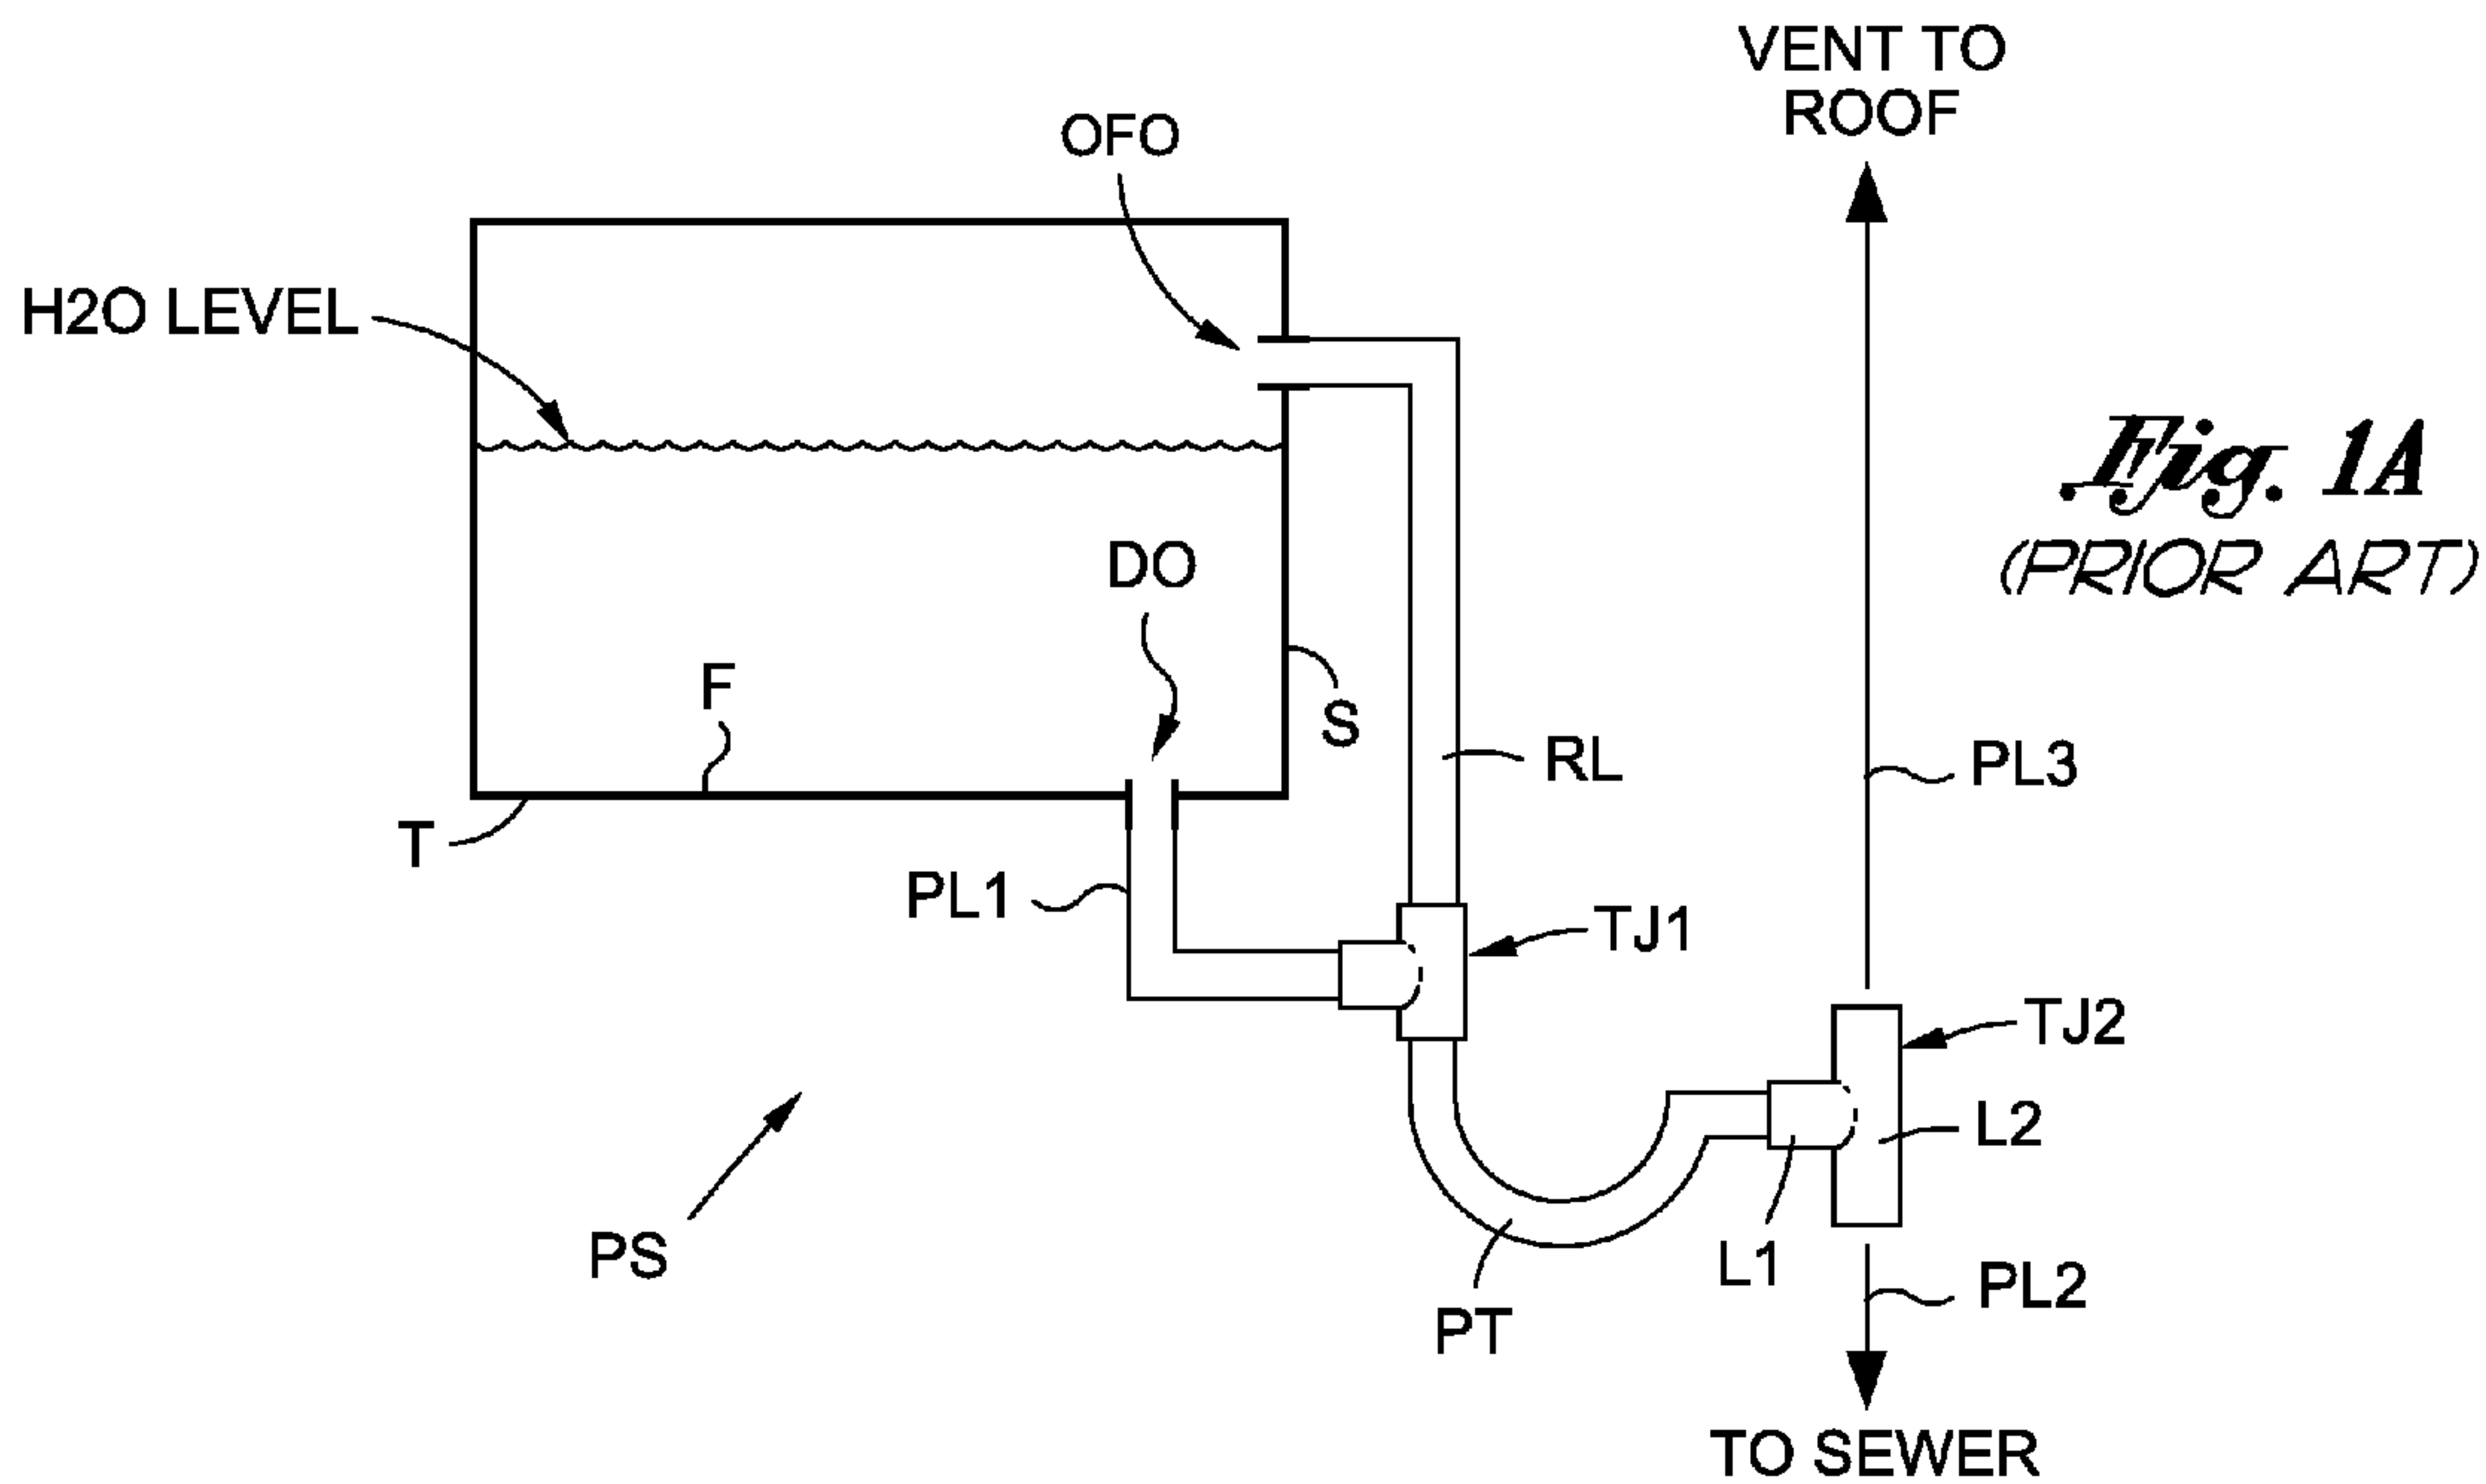 VENT TO
ROOF
OFO
H2O LEVEL
Fig. 1A
(PRIOR ART)
DO
F
S
RL
PL3
T
PL1
TJ1
TJ2
L2
PS
L1
PL2
PT
TO SEWER